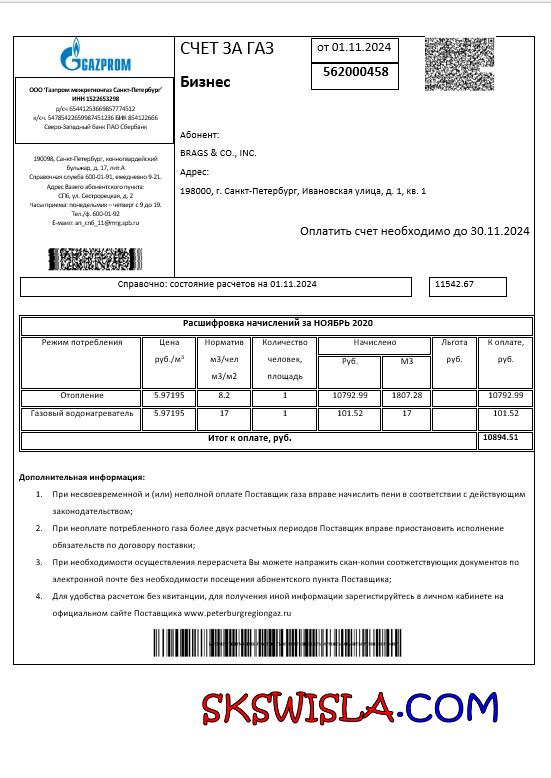 GAZPROM
СЧЕТ ЗА ГАЗ
от 01.11.2024
562000458
Бизнес
ООО 'Газпром межрегионгаз Санкт-Петербург'
ИНН 1522653298
р/сч 65441253669857774512
к/сч. 54785422659987451236 БИК 854122666
Сверо-Западный банк ПАО Сбербанк
190098, Санкт-Петербург, конногвардейский
бульвар, д. 17, лит.А
Справочная служба 600-01-91, ежедневно 9-21.
Адрес Вазего абонентского пункта:
СПб, ул. Сестрорецкая, д. 2
Часы приема: понедельник – четверг с 9 до 19.
Тел./ф. 600-01-92
Е-маил: an_спб_11@mrg.spb.ru
Абонент:
BRAGS & CO., INC.
Адрес:
198000, г. Санкт-Петербург, Ивановская улица, д. 1, кв. 1
Оплатить счет необходимо до 30.11.2024
Справочно: состояние расчетов на 01.11.2024
11542.67
Расшифровка начислений за НОЯБРЬ 2020
Режим потребления Цена руб./м³ Норматив м3/чел м3/м2 Количество человек, площадь Начислено Руб. М3 Льгота руб. К оплате, руб.
Отопление 5.97195 8.2 1 10792.99 1807.28 10792.99
Газовый водонагреватель 5.97195 17 1 101.52 17 101.52
Итог к оплате, руб. 10894.51
Дополнительная информация:
1. При несвоевременной и (или) неполной оплате Поставщик газа вправе начислить пени в соответствии с действующим
законодательством;
2. При неоплате потребленного газа более двух расчетных периодов Поставщик вправе приостановить исполнение
обязательств по договору поставки;
3. При необходимости осуществления перерасчета Вы можете направить скан-копии соответствующих документов по
электронной почте без необходимости посещения абонентского пункта Поставщика;
4. Для удобства расчеток без квитанции, для получения иной информации зарегистируйтесь в личном кабинете на
официальном сайте Поставщика www.peterburgregiongaz.ru
SKSWISLA.COM